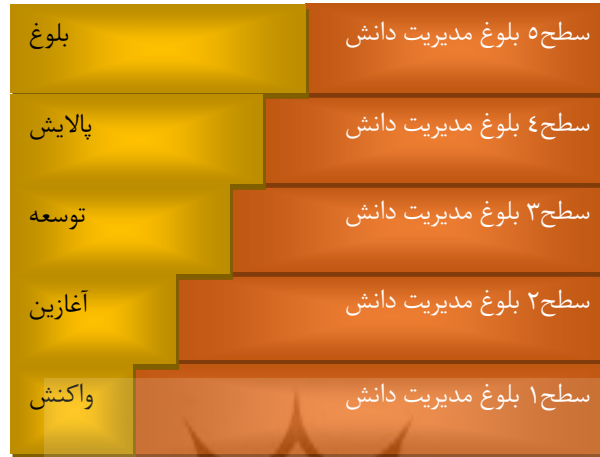 سطح٥ بلوغ مدیریت دانش
بلوغ
سطح٤ بلوغ مدیریت دانش
پالایش
سطح۳ بلوغ مدیریت دانش
توسعه
سطح۲ بلوغ مدیریت دانش
آغازین
سطح۱ بلوغ مدیریت دانش
واکنش